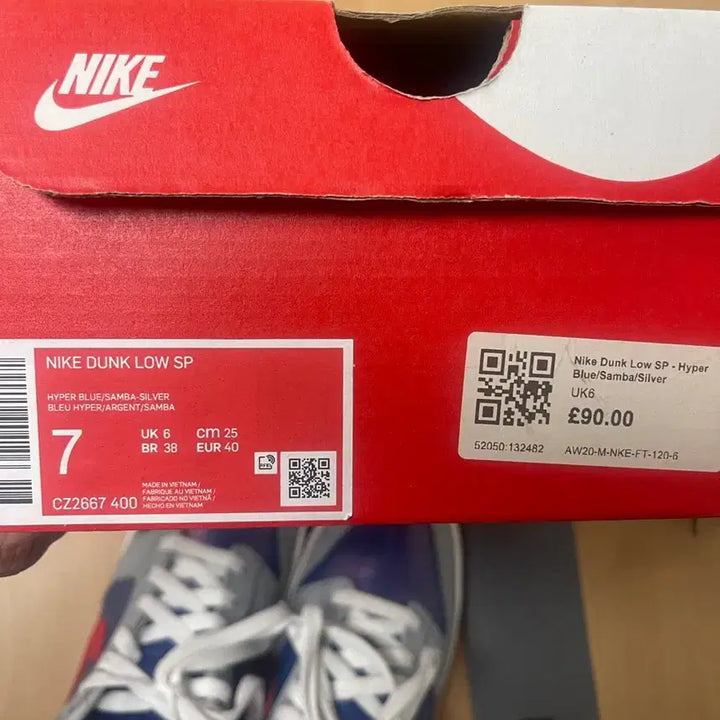 NIKE
NIKE DUNK LOW SP
HYPER BLUE/SAMBA-SILVER
BLEU HYPER/ARGENT/SAMBA
7
UK 6 cm 25
BR 38 EUR 40
MADE IN VIETNAM /
FABRIQUE AU VIETNAM /
FABRICADO NO VIETNÃ /
HECHO EN VIETNAM
CZ2667 400
Nike Dunk Low SP - Hyper
Blue/Samba/Silver
UK6
£90.00
52050:132482
AW20-M-NKE-FT-120-6